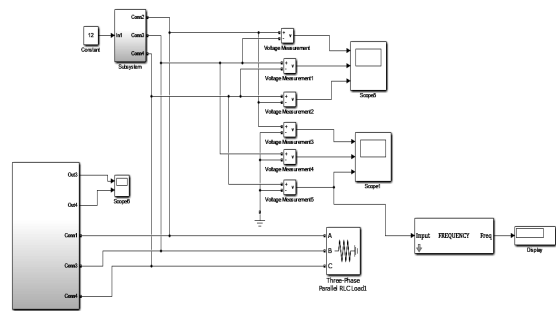 Conn2
12
In1
Conn3
Constant
Conn4
Subsystem
+
-
v
Voltage Measurement
+
-
v
Voltage Measurement1
Scope5
+
-
v
Voltage Measurement2
+
-
v
Voltage Measurement3
+
-
v
Voltage Measurement4
Scope1
+
-
v
Voltage Measurement5
Out3
Out4
Scope6
Conn1
Conn3
Conn4
A
B
C
Three-Phase
Parallel RLC Load1
Input FREQUENCY Freq
Display